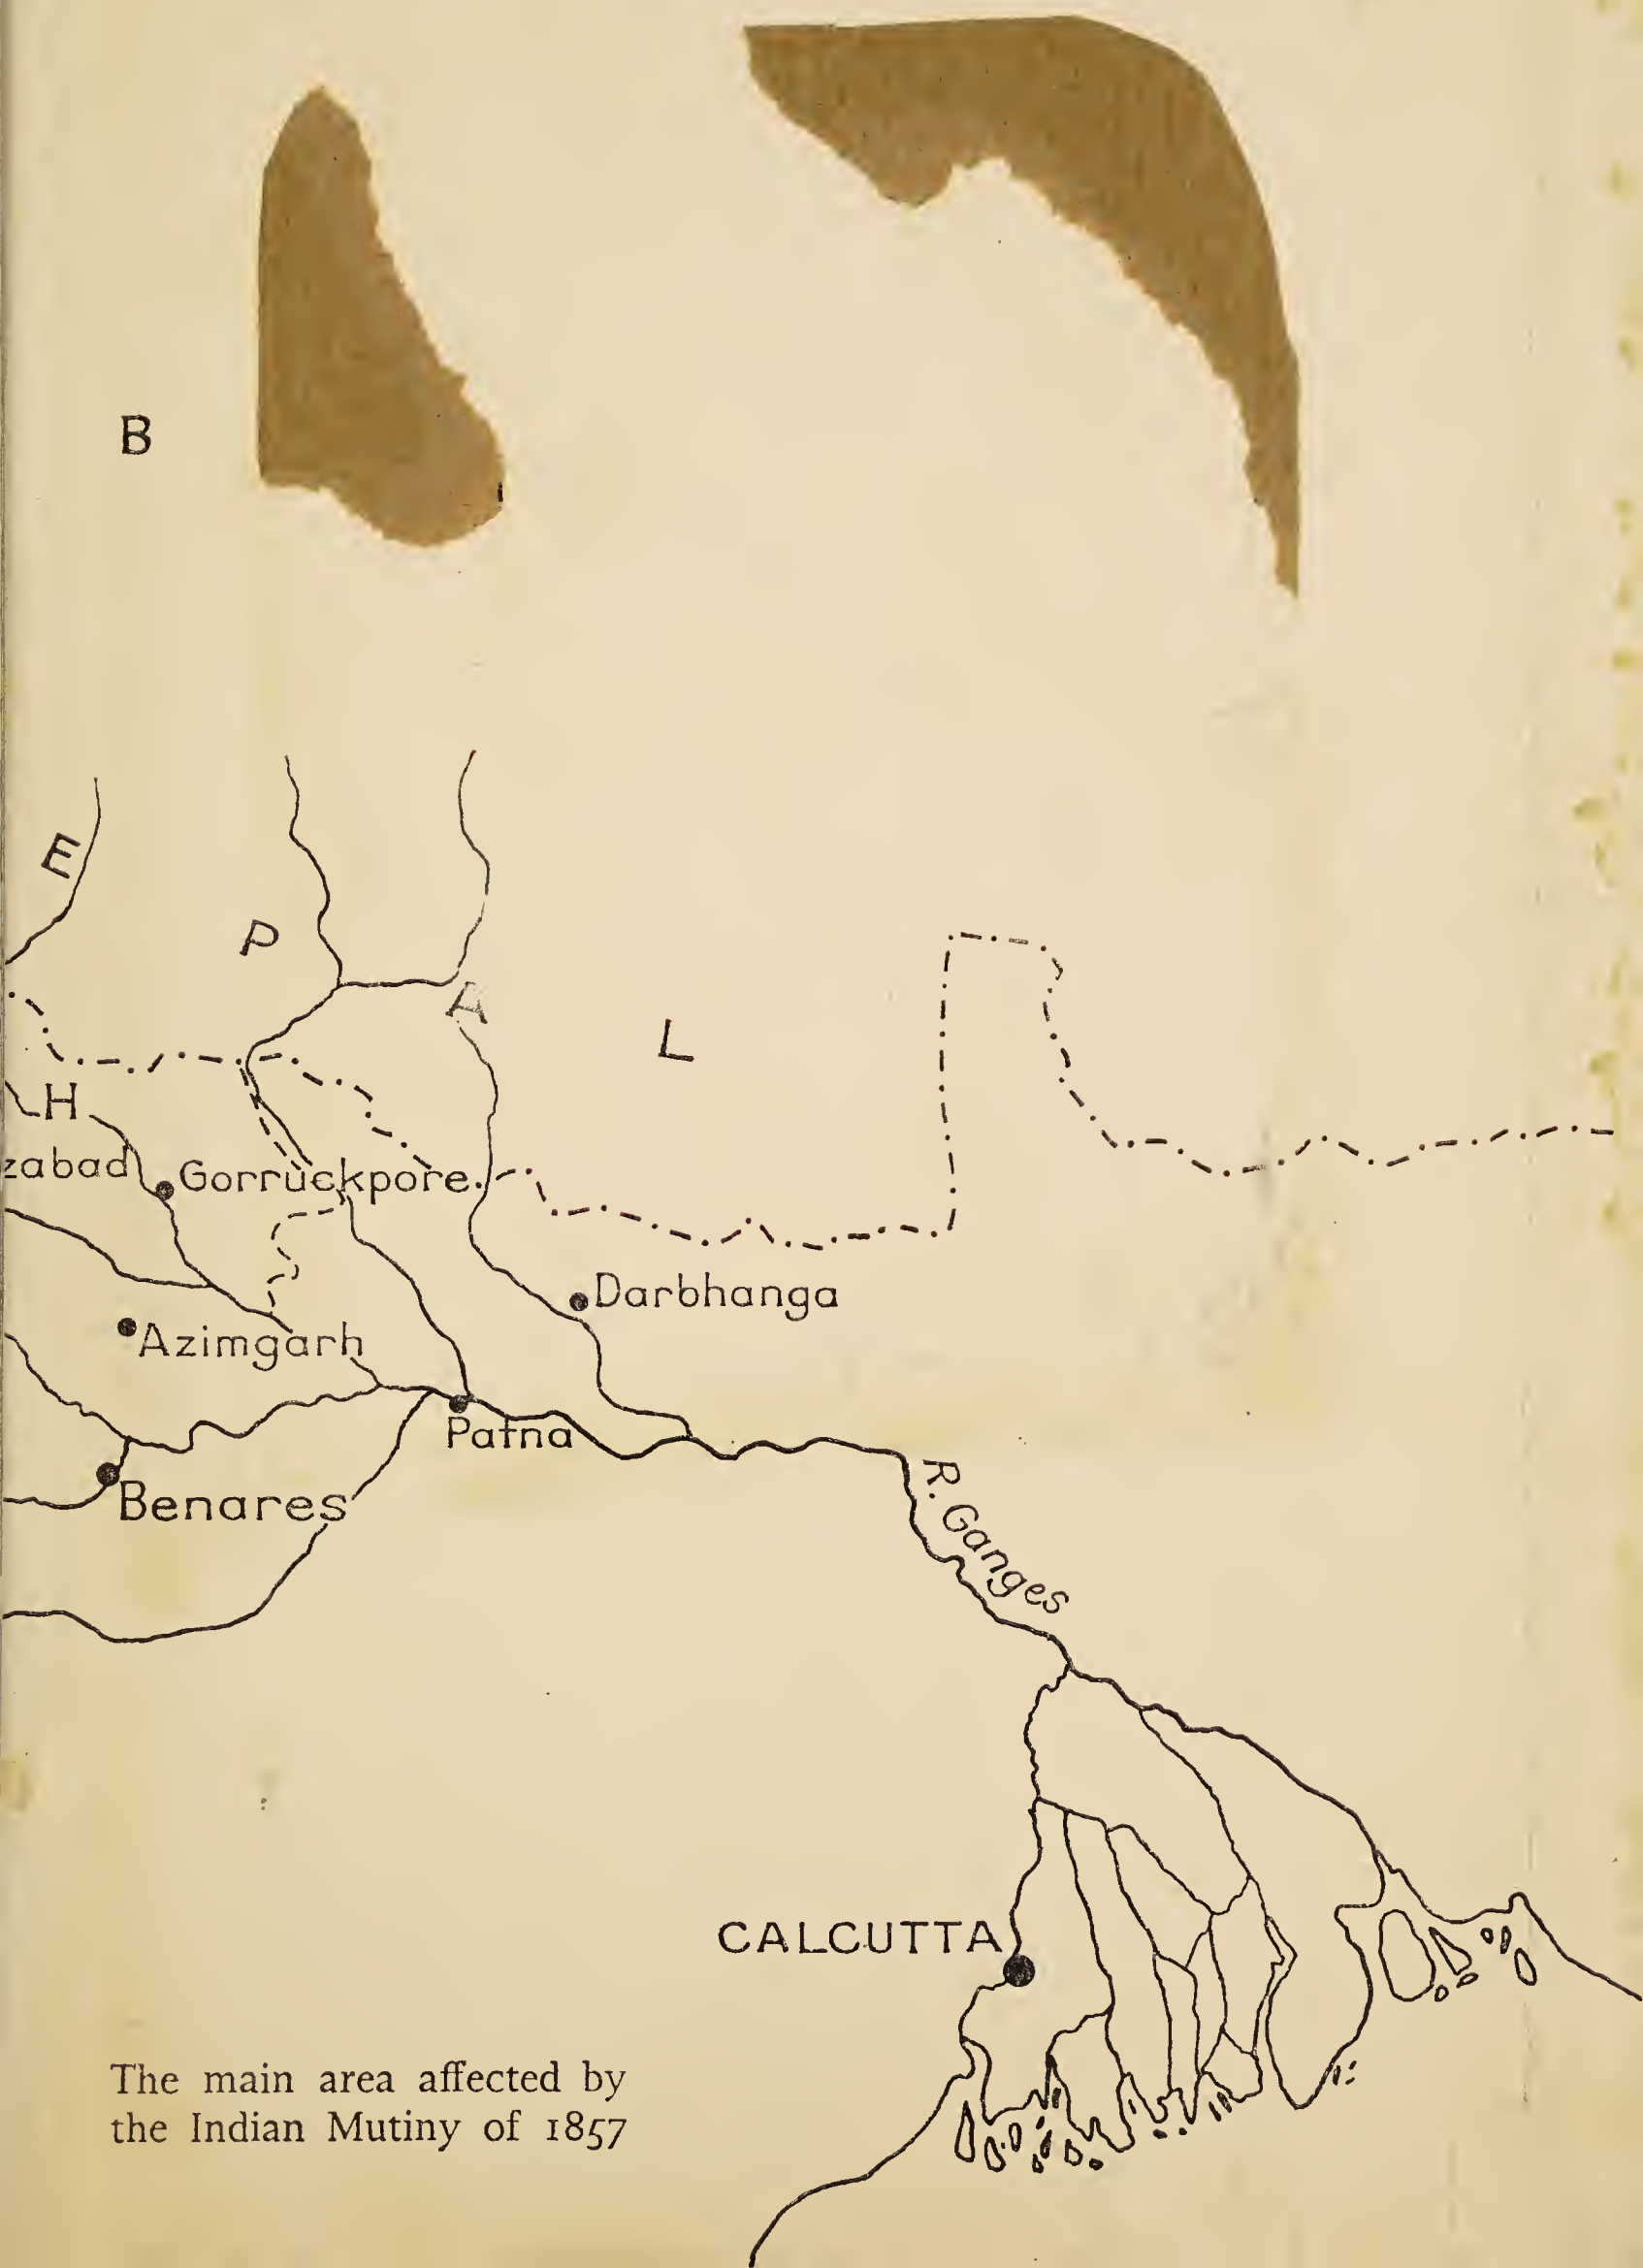 B
E
P
A
L
H
zabad
Gorruckpore
Darbhanga
Azimgarh
Patna
Benares
R. Ganges
CALCUTTA
The main area affected by
the Indian Mutiny of 1857